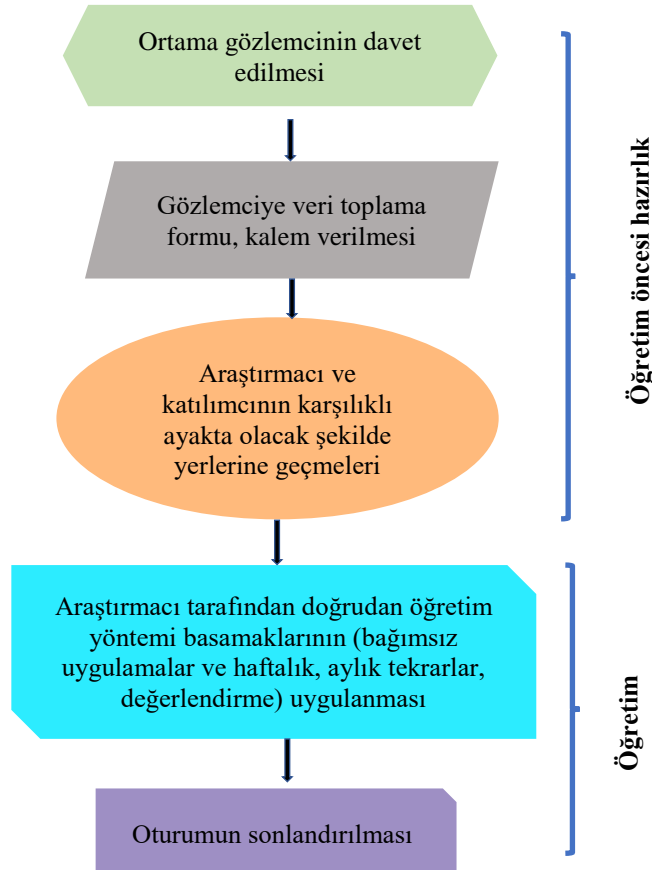 Ortama gözlemcinin davet
edilmesi
Gözlemciye veri toplama
formu, kalem verilmesi
Araştırmacı ve
katılımcının karşılıklı
ayakta olacak şekilde
yerlerine geçmeleri
Öğretim öncesi hazırlık
Araştırmacı tarafından doğrudan öğretim
yöntemi basamaklarının (bağımsız
uygulamalar ve haftalık, aylık tekrarlar,
değerlendirme) uygulanması
Oturumun sonlandırılması
Öğretim